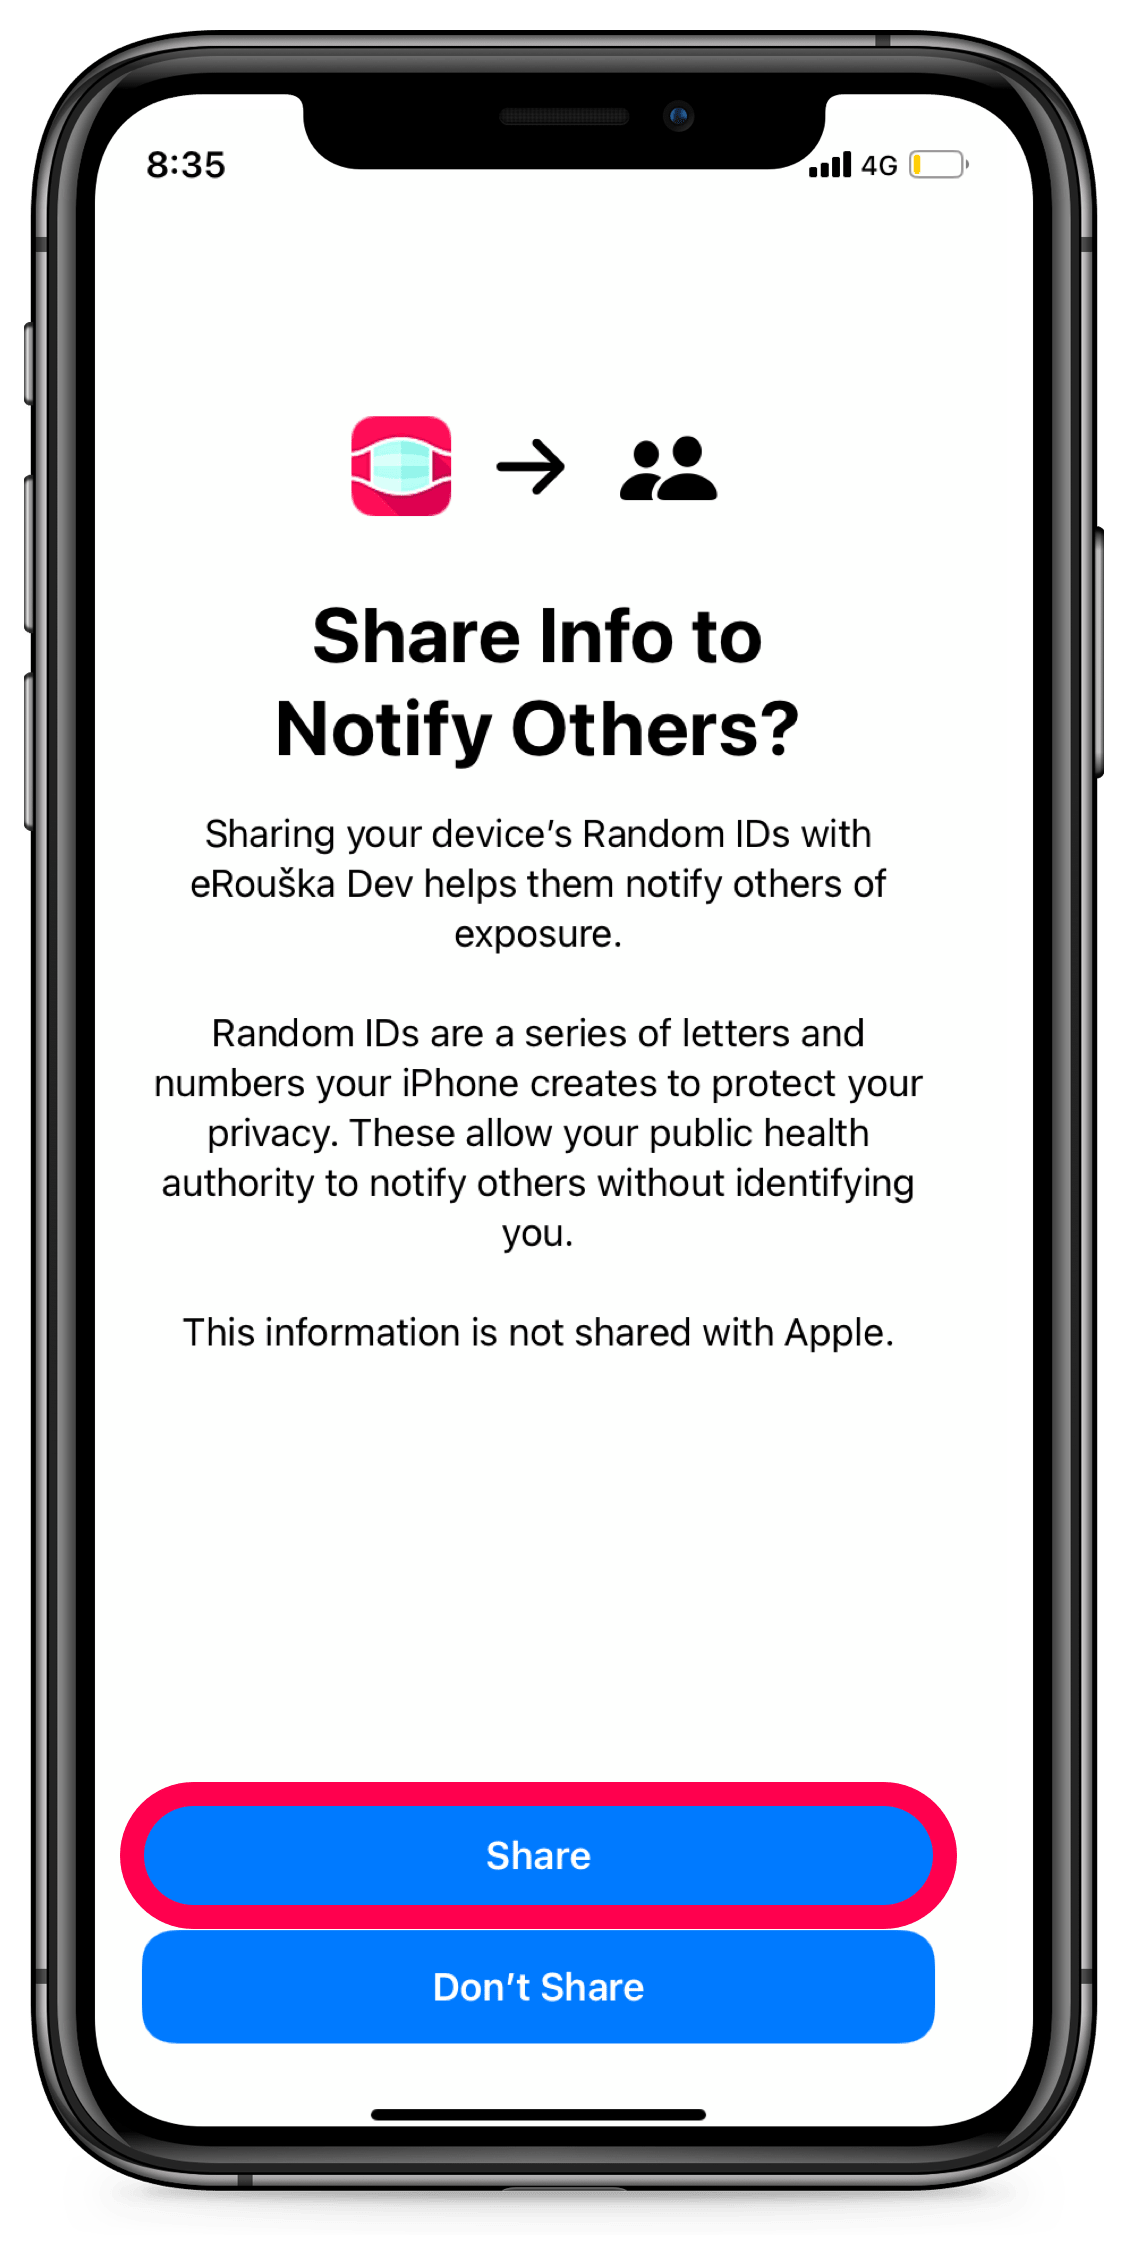 8:35
4G
Share Info to
Notify Others?
Sharing your device’s Random IDs with
eRouška Dev helps them notify others of
exposure.
Random IDs are a series of letters and
numbers your iPhone creates to protect your
privacy. These allow your public health
authority to notify others without identifying
you.
This information is not shared with Apple.
Share
Don’t Share